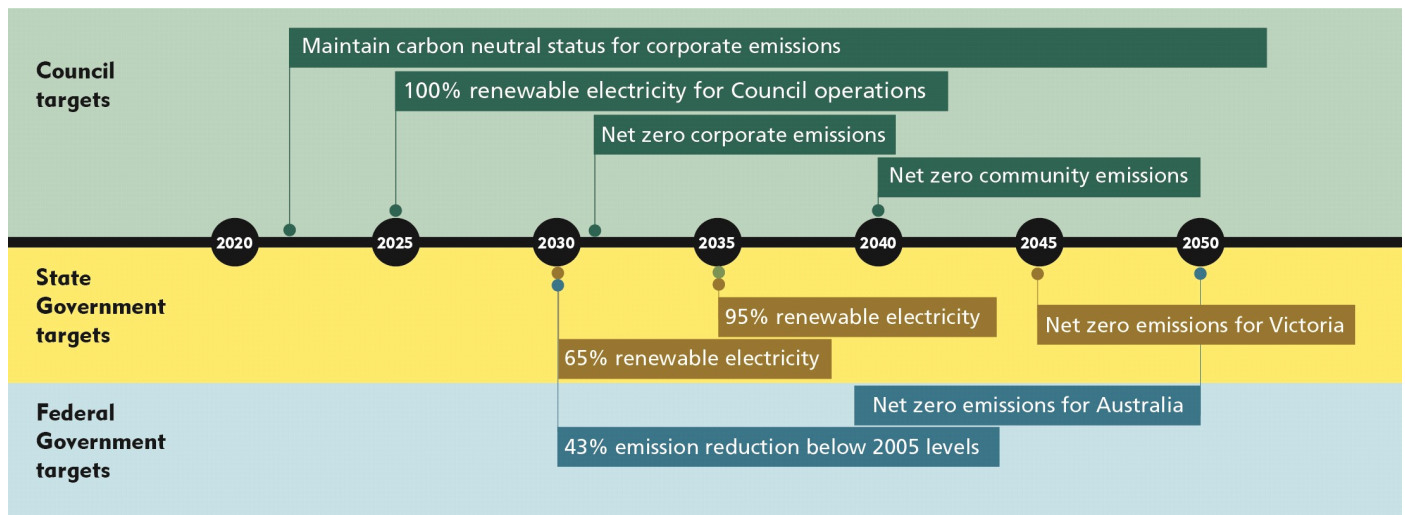 Council
targets
Maintain carbon neutral status for corporate emissions
100% renewable electricity for Council operations
Net zero corporate emissions
Net zero community emissions
2020
2025
2030
2035
2040
2045
2050
State
Government
targets
95% renewable electricity
Net zero emissions for Victoria
65% renewable electricity
Federal
Government
targets
Net zero emissions for Australia
43% emission reduction below 2005 levels